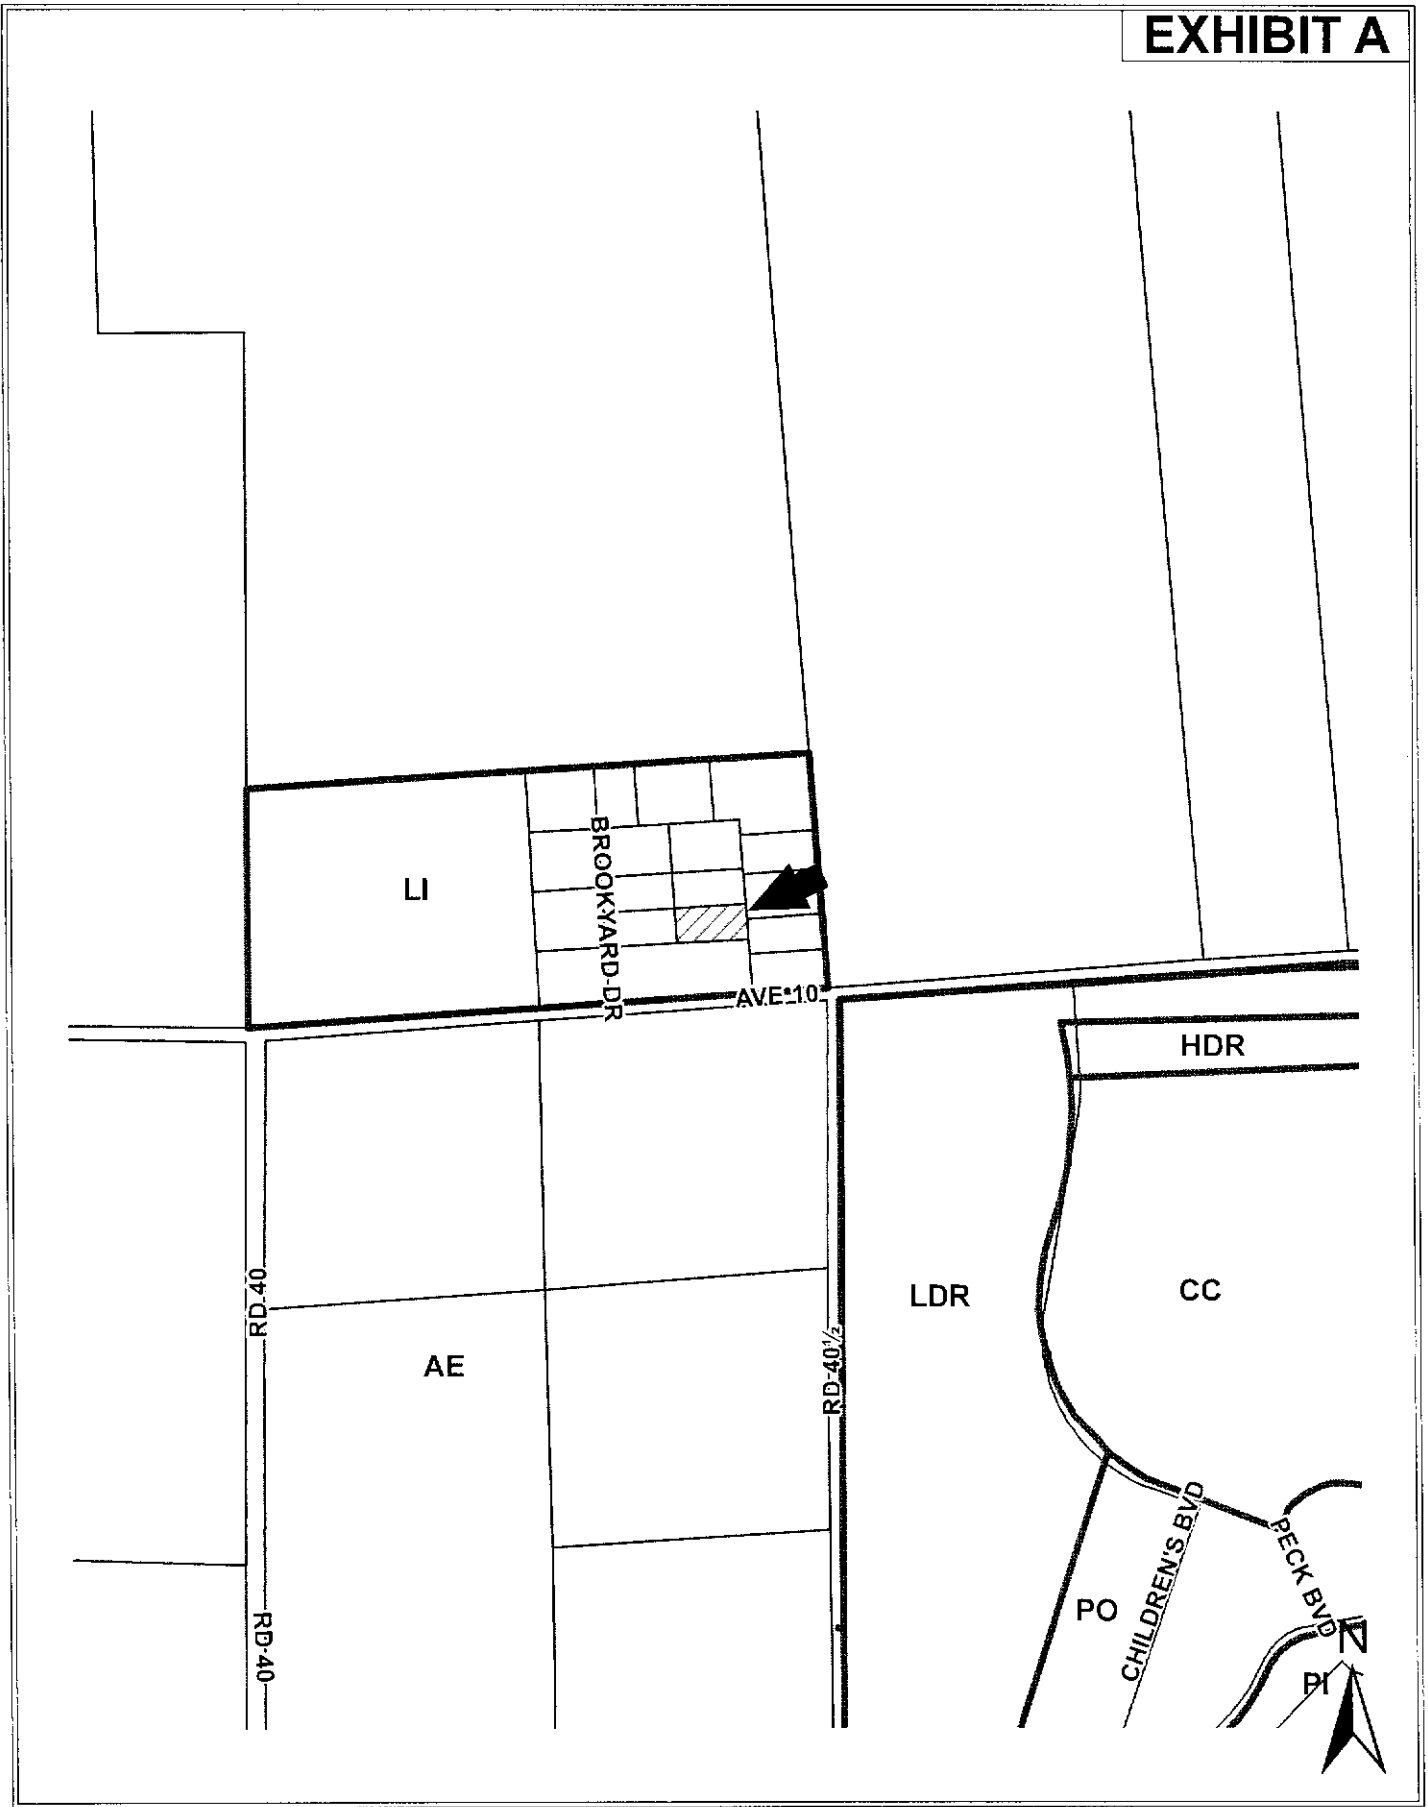 EXHIBIT A
BROOKYARD-DR
LI
AVE 10
HDR
RD-40
LDR
CC
RD-40½
AE
CHILDREN'S BVD
PECK BVD
PO
RD-40
N
PI